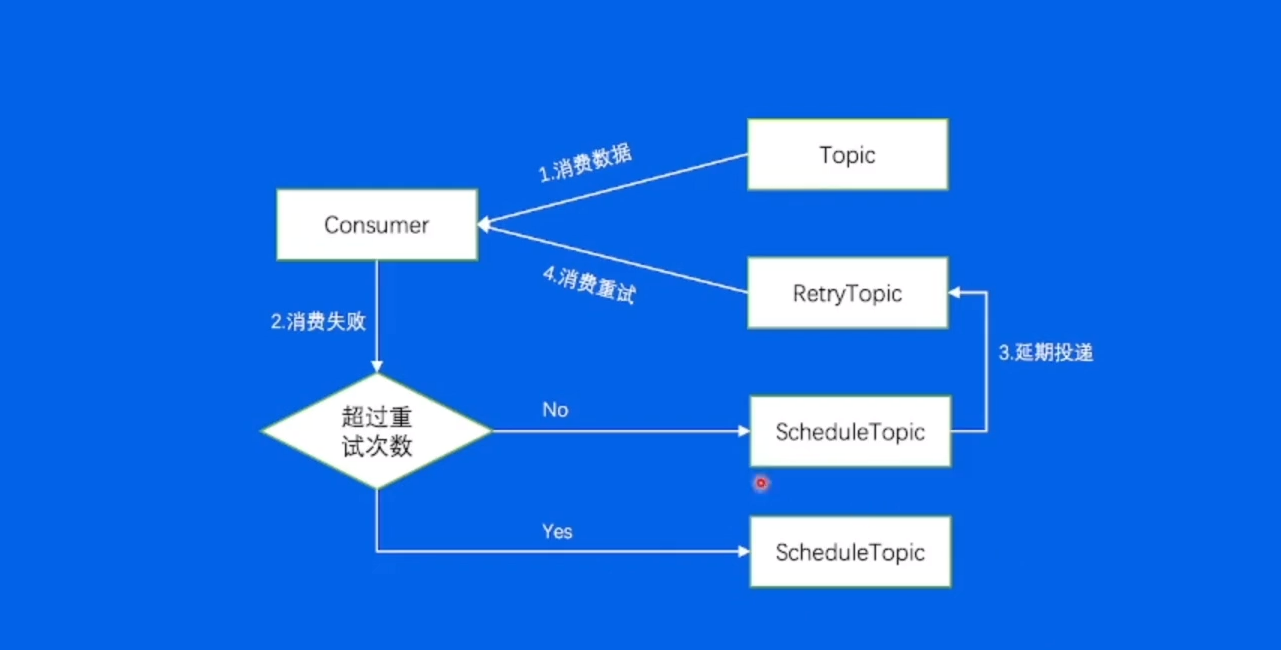 Topic
1.消费数据
Consumer
4.消费重试
RetryTopic
2.消费失败
3.延期投递
超过重
试次数
No
ScheduleTopic
Yes
ScheduleTopic